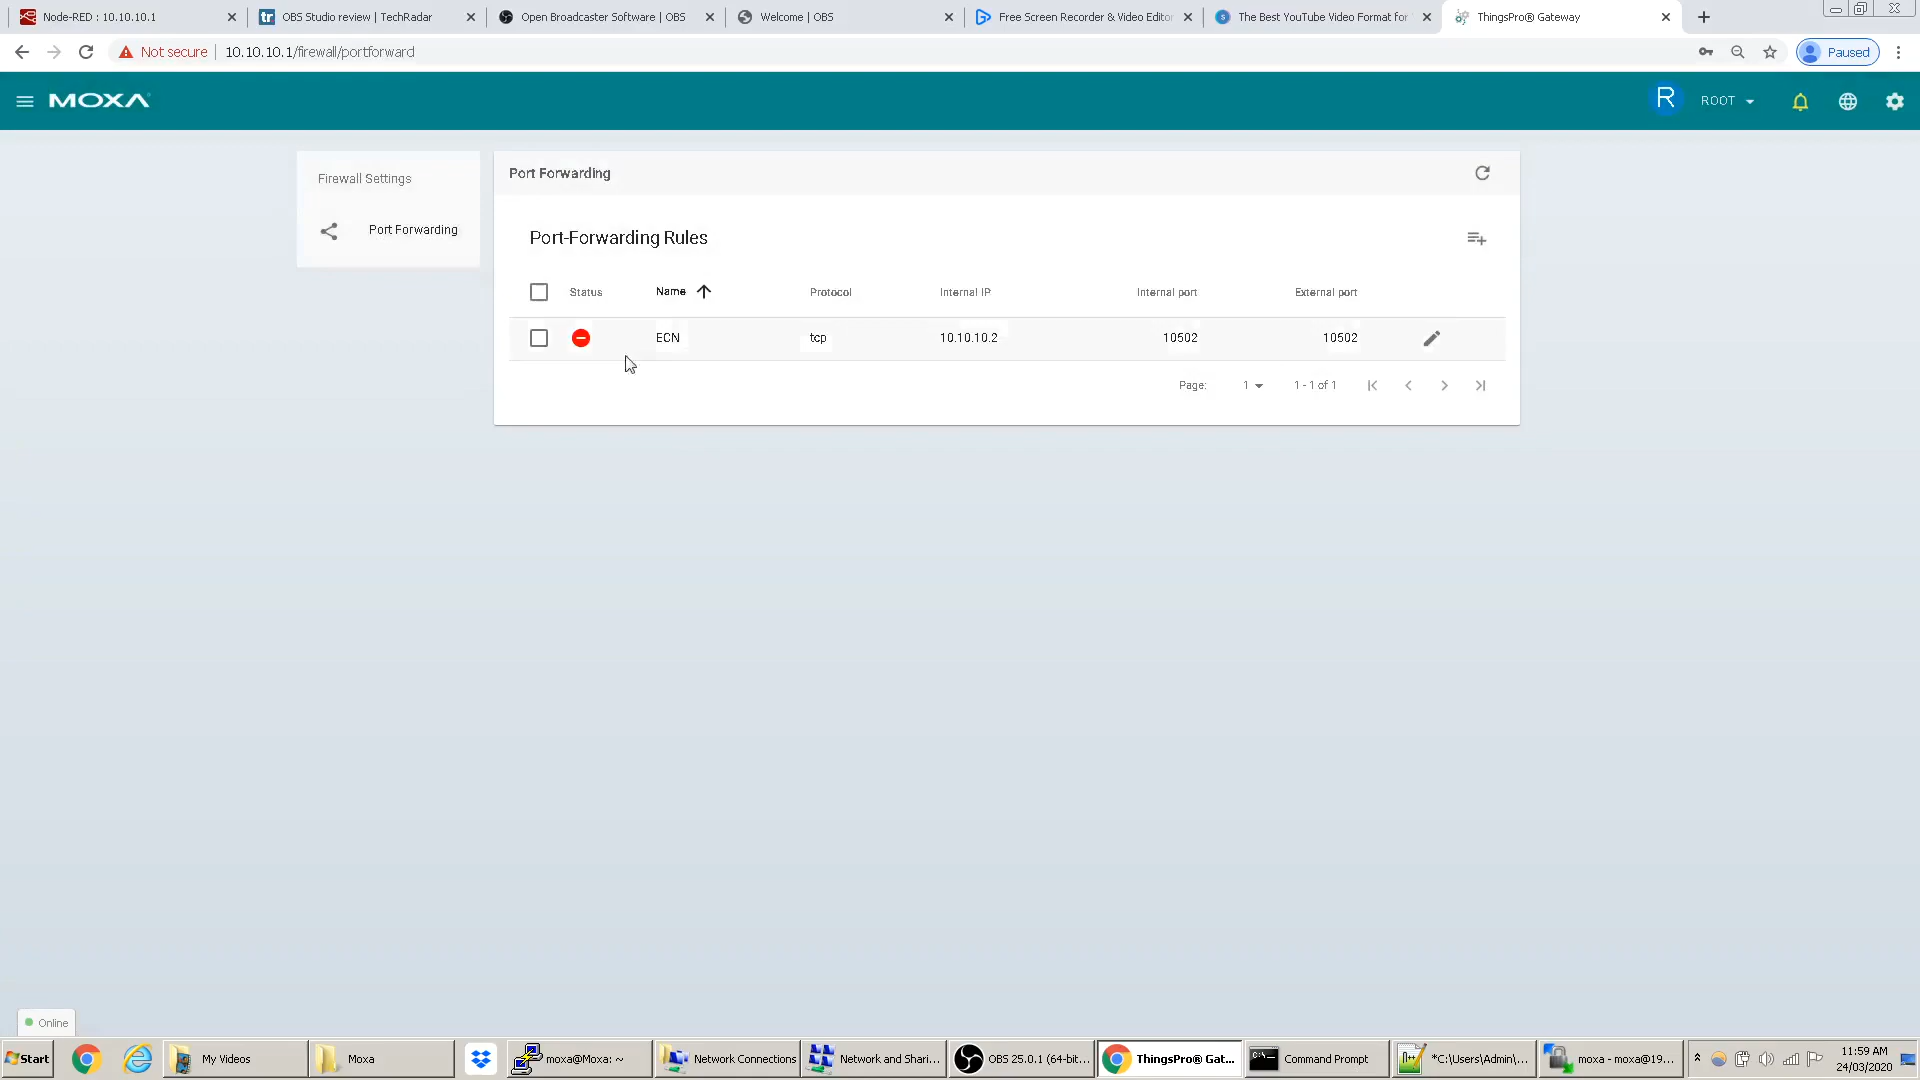 Node-RED : 10.10.10.1
OBS Studio review | TechRadar
Open Broadcaster Software | OBS
Welcome | OBS
Free Screen Recorder & Video Editor
The Best YouTube Video Format for
ThingsPro® Gateway
Not secure
10.10.10.1/firewall/portforward
Paused
MOXA
R
ROOT
Firewall Settings
Port Forwarding
Port Forwarding
Port-Forwarding Rules
Status Name Protocol Internal IP Internal port External port
ECN tcp 10.10.10.2 10502 10502
Page: 1 1 - 1 of 1
Online
Start
My Videos
Moxa
moxa@Moxa: ~
Network Connections
Network and Shari...
OBS 25.0.1 (64-bit...
ThingsPro® Gat...
Command Prompt
*C:\Users\Admin\...
moxa - moxa@19...
11:59 AM
24/03/2020